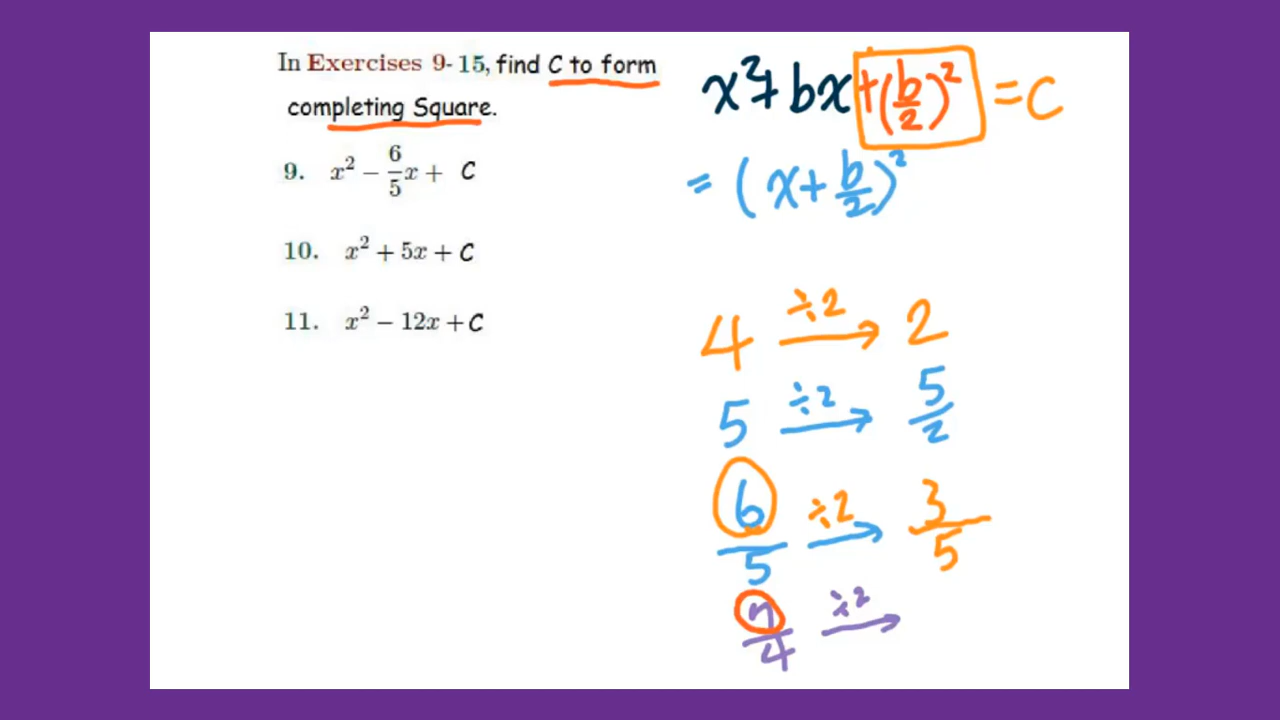 In Exercises 9-15, find C to form
completing Square.
9. x² − 6/5 x + C
10. x² + 5x + C
11. x² − 12x + C
x² + bx + (b/2)² = C
= (x + b/2)²
4 ÷2 → 2
5 ÷2 → 5/2
6/5 ÷2 → 3/5
7/4 ÷2 →